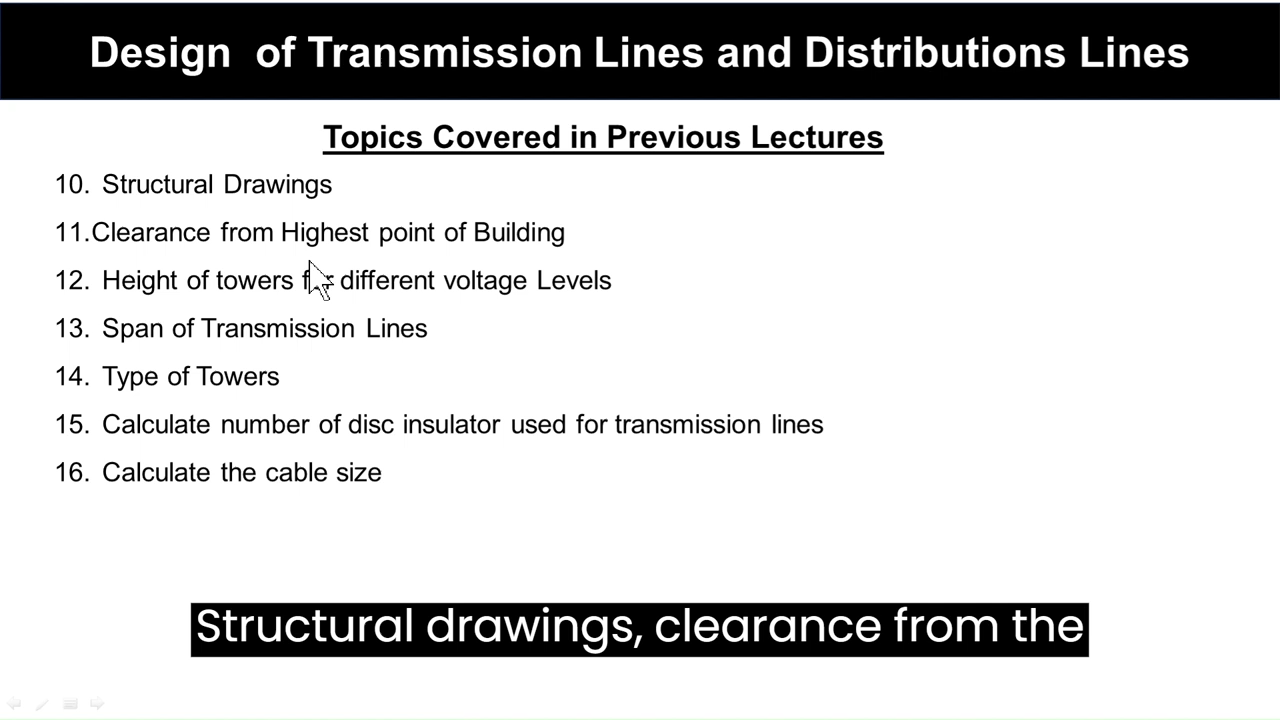 Design of Transmission Lines and Distributions Lines
Topics Covered in Previous Lectures
10. Structural Drawings
11.Clearance from Highest point of Building
12. Height of towers for different voltage Levels
13. Span of Transmission Lines
14. Type of Towers
15. Calculate number of disc insulator used for transmission lines
16. Calculate the cable size
Structural drawings, clearance from the